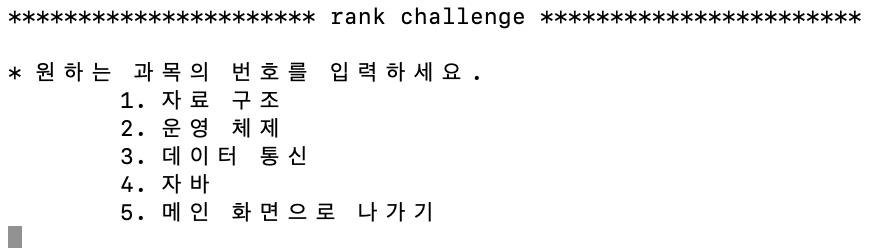 ********************** rank challenge ***********************
* 원하는 과목의 번호를 입력하세요.
1. 자료 구조
2. 운영 체제
3. 데이터 통신
4. 자바
5. 메인 화면으로 나가기